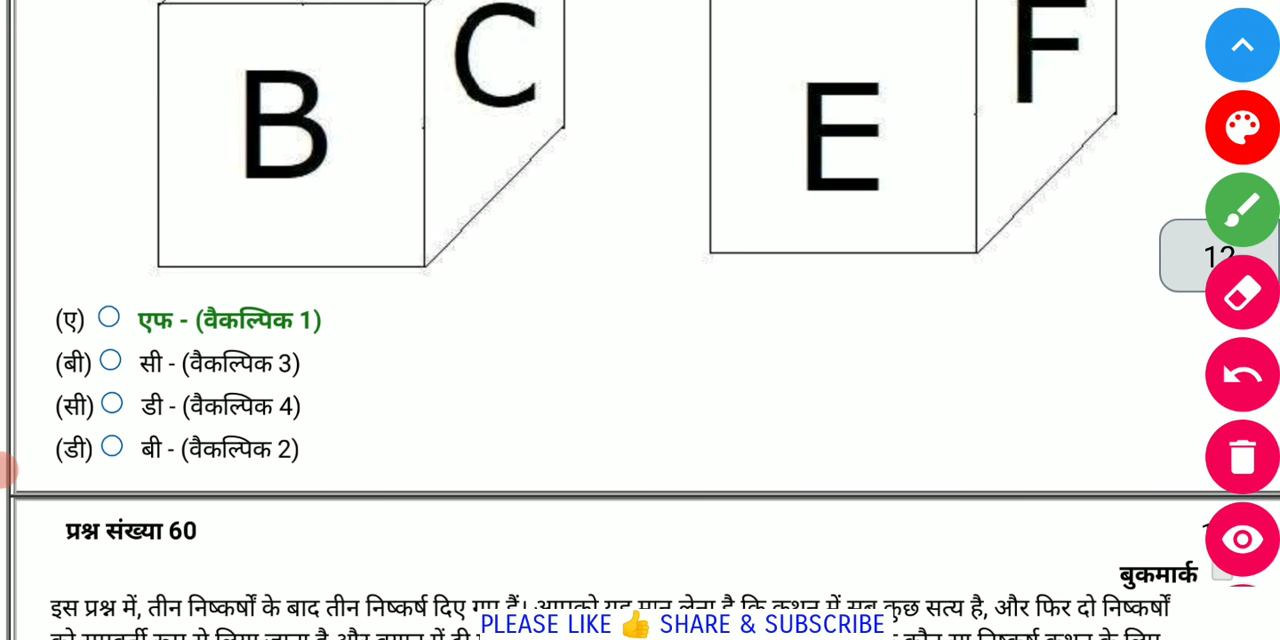 B C E F
12
(ए) एफ - (वैकल्पिक 1)
(बी) सी - (वैकल्पिक 3)
(सी) डी - (वैकल्पिक 4)
(डी) बी - (वैकल्पिक 2)
प्रश्न संख्या 60
बुकमार्क
इस प्रश्न में, तीन निष्कर्षों के बाद तीन निष्कर्ष दिए गए हैं। आपको यह मान लेना है कि कथन में सब कुछ सत्य है, और फिर दो निष्कर्षों
PLEASE LIKE 👍 SHARE & SUBSCRIBE